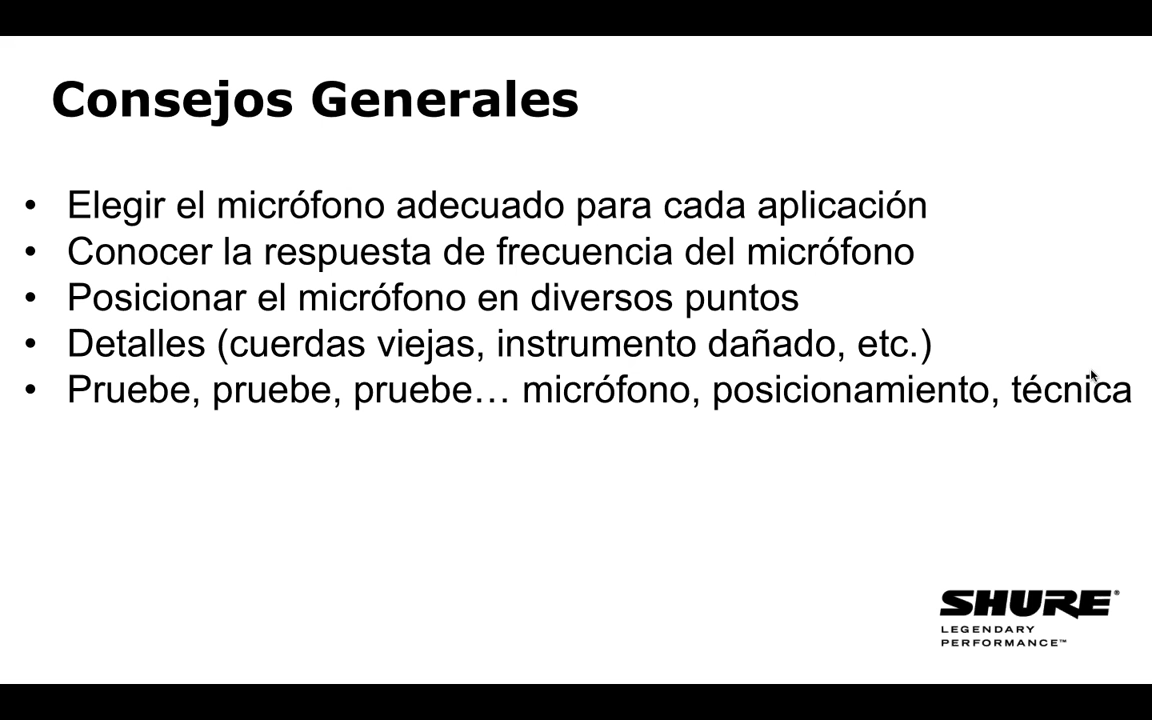 Consejos Generales
• Elegir el micrófono adecuado para cada aplicación
• Conocer la respuesta de frecuencia del micrófono
• Posicionar el micrófono en diversos puntos
• Detalles (cuerdas viejas, instrumento dañado, etc.)
• Pruebe, pruebe, pruebe… micrófono, posicionamiento, técnica
SHURE®
LEGENDARY
PERFORMANCE™